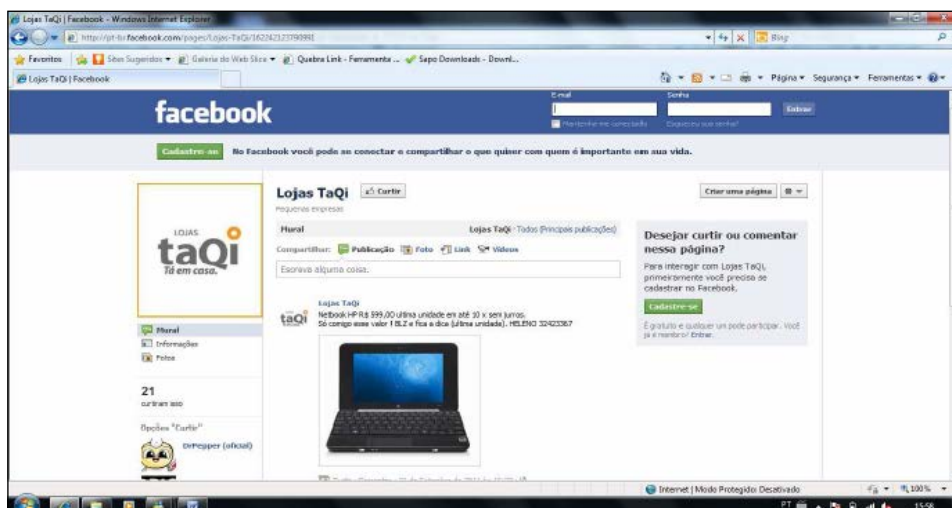 Lojas TaQi | Facebook - Windows Internet Explorer
http://pt-br.facebook.com/pages/Lojas-TaQi/
Bing
Favoritos Sites Sugeridos Galeria do Web Slice Quebra Link - Ferramenta ... Sapo Downloads - Downl...
Lojas TaQi | Facebook
Página Segurança Ferramentas
facebook
E-mail
Senha
Entrar
Mantenha-me conectado
Esqueceu sua senha?
Cadastre-se
No Facebook você pode se conectar e compartilhar o que quiser com quem é importante em sua vida.
LOJAS
taQi
Tá em casa.
Mural
Informações
Fotos
21
curtiram isso
Opções "Curtir"
DrPepper (oficial)
Lojas TaQi
Curtir
Pequenas empresas
Mural
Lojas TaQi · Todos (Principais publicações)
Compartilhar: Publicação Foto Link Vídeos
Escreva alguma coisa.
Lojas TaQi
taQi
Netbook HP R$ 599,00 ultima unidade em até 10 x sem juros.
Só comigo esse valor ! BLZ e fica a dica (ultima unidade). HELENO 32423367
Criar uma página
Desejar curtir ou comentar
nessa página?
Para interagir com Lojas TaQi,
primeiramente você precisa se
cadastrar no Facebook.
Cadastre-se
É gratuito e qualquer um pode participar. Você
já é membro? Entrar.
Internet | Modo Protegido: Desativado
100%
PT
15:58